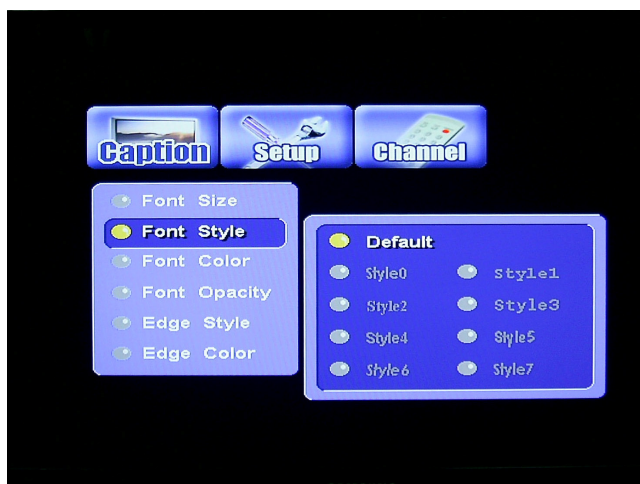 Caption Setup Channel
Font Size
Font Style
Font Color
Font Opacity
Edge Style
Edge Color
Default
Style0 Style1
Style2 Style3
Style4 Style5
Style6 Style7